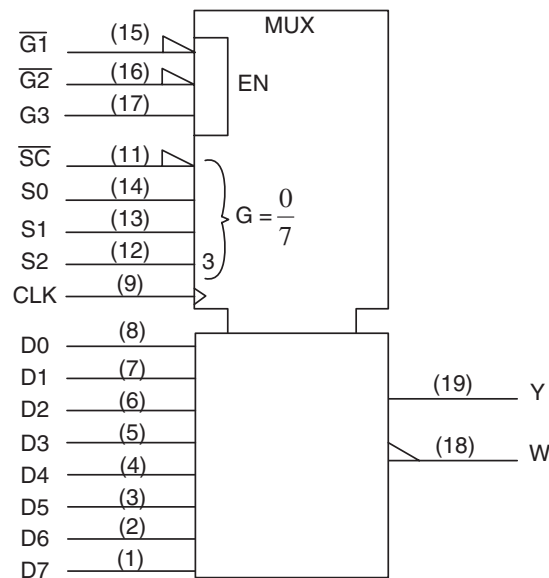 MUX
G1 (15)
G2 (16) EN
G3 (17)
SC (11)
S0 (14)
S1 (13) G = 0/7
S2 (12) 3
CLK (9)
D0 (8)
D1 (7)
D2 (6)
D3 (5)
D4 (4)
D5 (3)
D6 (2)
D7 (1)
(19) Y
(18) W